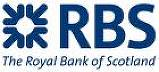 RBS
The Royal Bank of Scotland